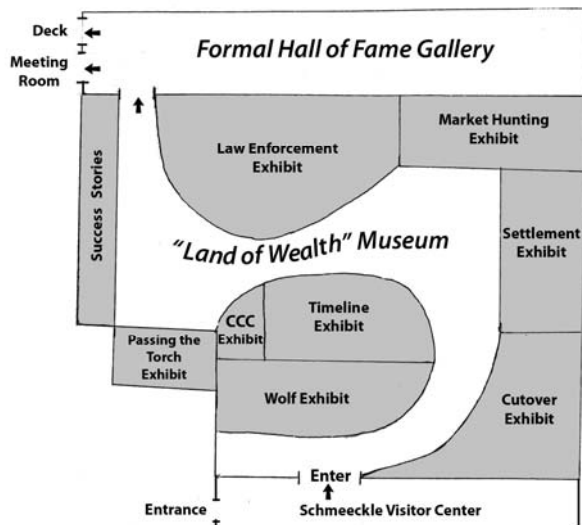 Deck
Formal Hall of Fame Gallery
Meeting
Room
Market Hunting
Exhibit
Law Enforcement
Exhibit
Success Stories
"Land of Wealth" Museum
Settlement
Exhibit
CCC
Exhibit
Timeline
Exhibit
Passing the
Torch
Exhibit
Wolf Exhibit
Cutover
Exhibit
Enter
Entrance
Schmeeckle Visitor Center